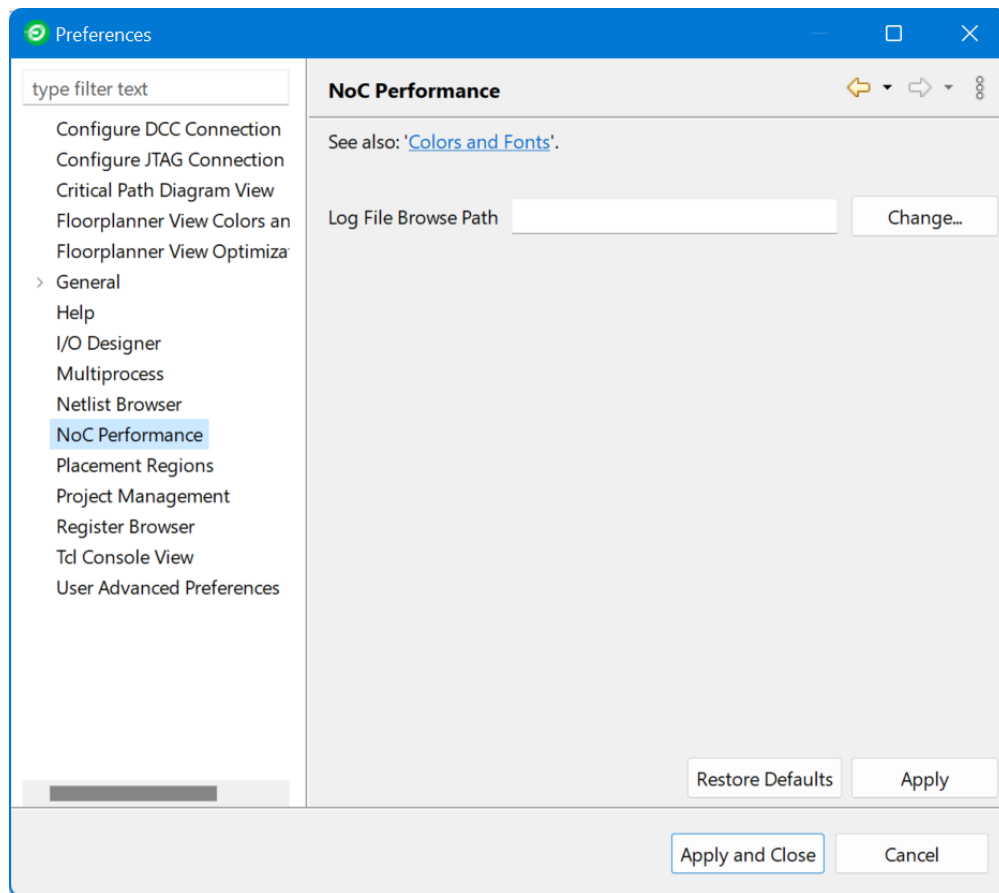 Preferences
type filter text
Configure DCC Connection
Configure JTAG Connection
Critical Path Diagram View
Floorplanner View Colors an
Floorplanner View Optimiza
General
Help
I/O Designer
Multiprocess
Netlist Browser
NoC Performance
Placement Regions
Project Management
Register Browser
Tcl Console View
User Advanced Preferences
NoC Performance
See also: 'Colors and Fonts'.
Log File Browse Path
Change...
Restore Defaults
Apply
Apply and Close
Cancel